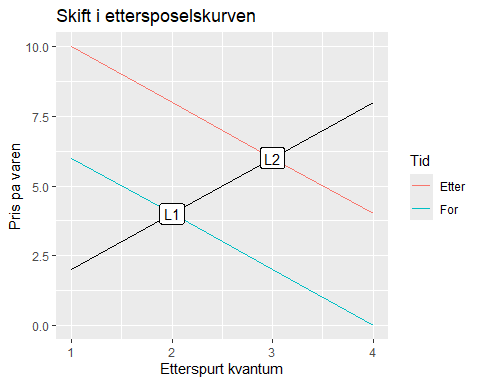 Skift i ettersposelskurven
10.0
7.5
5.0
2.5
0.0
Pris pa varen
L2
L1
1
2
3
4
Etterspurt kvantum
Tid
Etter
For